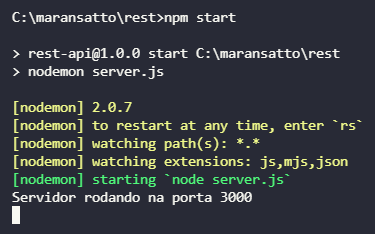 C:\maransatto\rest>npm start
> rest-api@1.0.0 start C:\maransatto\rest
> nodemon server.js
[nodemon] 2.0.7
[nodemon] to restart at any time, enter `rs`
[nodemon] watching path(s): *.*
[nodemon] watching extensions: js,mjs,json
[nodemon] starting `node server.js`
Servidor rodando na porta 3000